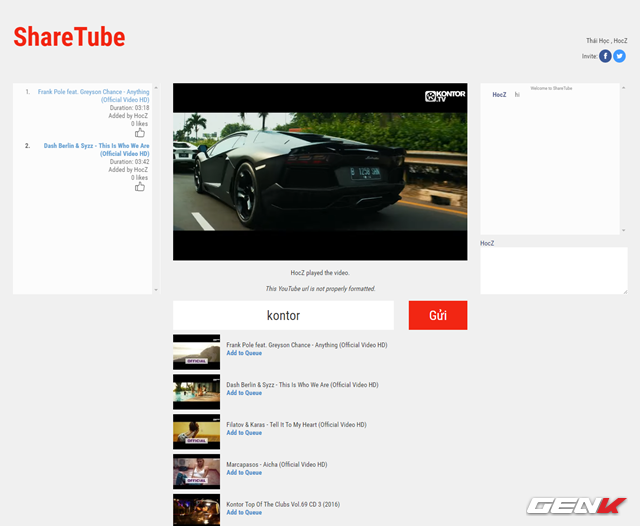 ShareTube
Thái Học , HocZ
Invite:
1. Frank Pole feat. Greyson Chance - Anything
(Official Video HD)
Duration: 03:18
Added by HocZ
0 likes
2. Dash Berlin & Syzz - This Is Who We Are
(Official Video HD)
Duration: 03:42
Added by HocZ
0 likes
KONTOR
.TV
HocZ played the video.
This YouTube url is not properly formatted.
Welcome to ShareTube
HocZ hi
HocZ
kontor
Gửi
OFFICIAL
Frank Pole feat. Greyson Chance - Anything (Official Video HD)
Add to Queue
Dash Berlin & Syzz - This Is Who We Are (Official Video HD)
Add to Queue
OFFICIAL
Filatov & Karas - Tell It To My Heart (Official Video HD)
Add to Queue
OFFICIAL
Marcapasos - Aicha (Official Video HD)
Add to Queue
Kontor Top Of The Clubs Vol.69 CD 3 (2016)
Add to Queue
GENK